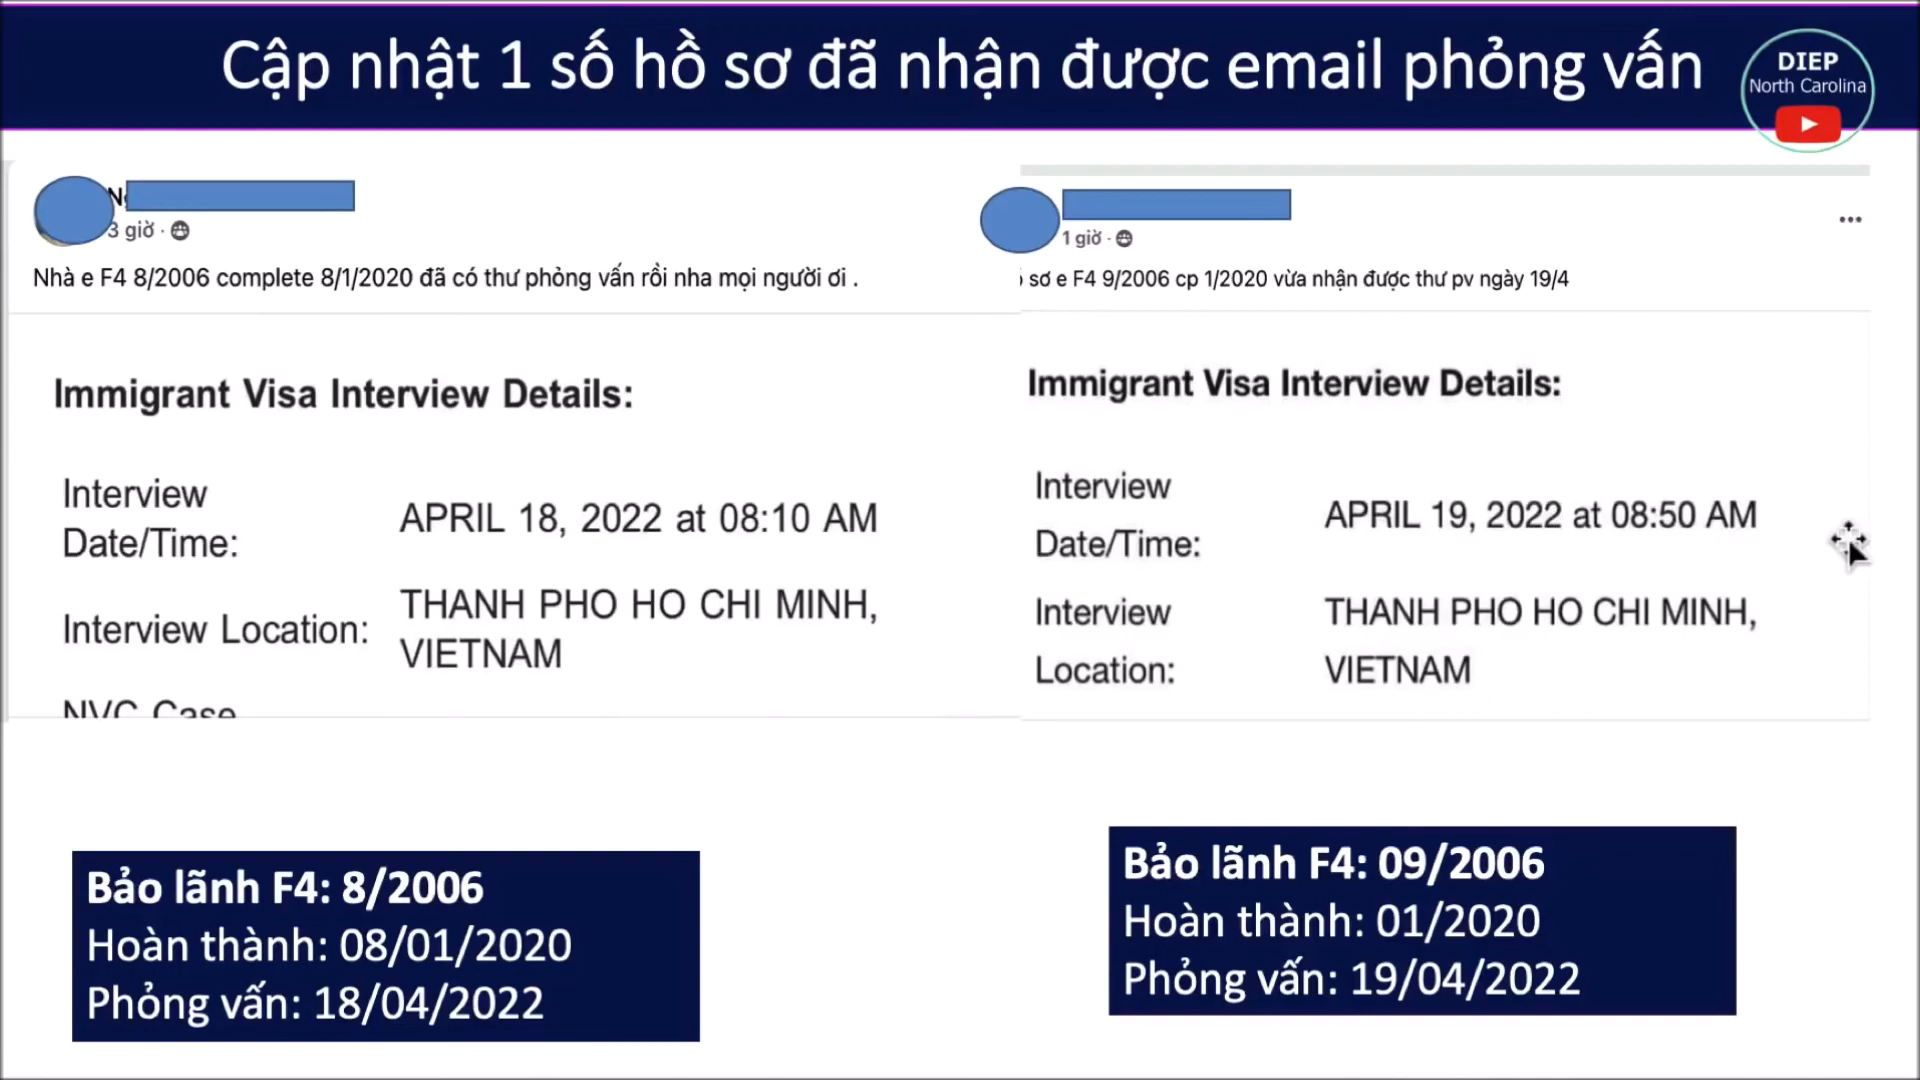 Cập nhật 1 số hồ sơ đã nhận được email phỏng vấn
DIEP
North Carolina
3 giờ ·
Nhà e F4 8/2006 complete 8/1/2020 đã có thư phỏng vấn rồi nha mọi người ơi .
Immigrant Visa Interview Details:
Interview
Date/Time:
APRIL 18, 2022 at 08:10 AM
Interview Location:
THANH PHO HO CHI MINH,
VIETNAM
NVC Case
Bảo lãnh F4: 8/2006
Hoàn thành: 08/01/2020
Phỏng vấn: 18/04/2022
1 giờ ·
sơ e F4 9/2006 cp 1/2020 vừa nhận được thư pv ngày 19/4
Immigrant Visa Interview Details:
Interview
Date/Time:
APRIL 19, 2022 at 08:50 AM
Interview
Location:
THANH PHO HO CHI MINH,
VIETNAM
Bảo lãnh F4: 09/2006
Hoàn thành: 01/2020
Phỏng vấn: 19/04/2022